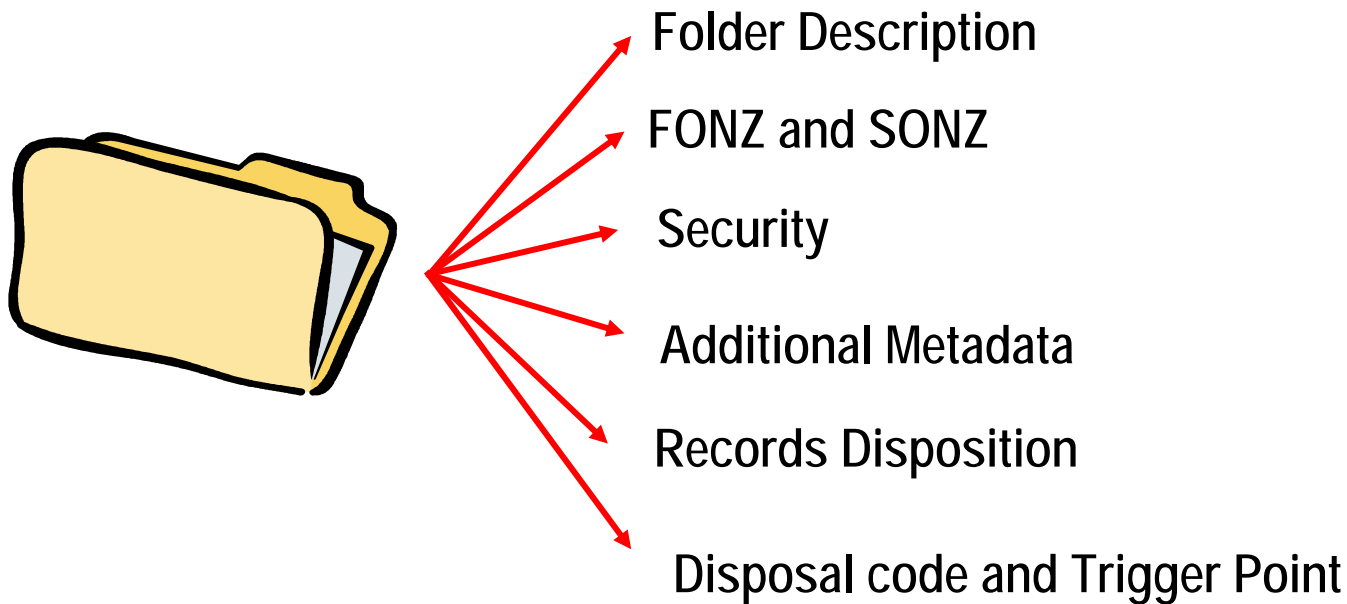 Folder Description
FONZ and SONZ
Security
Additional Metadata
Records Disposition
Disposal code and Trigger Point